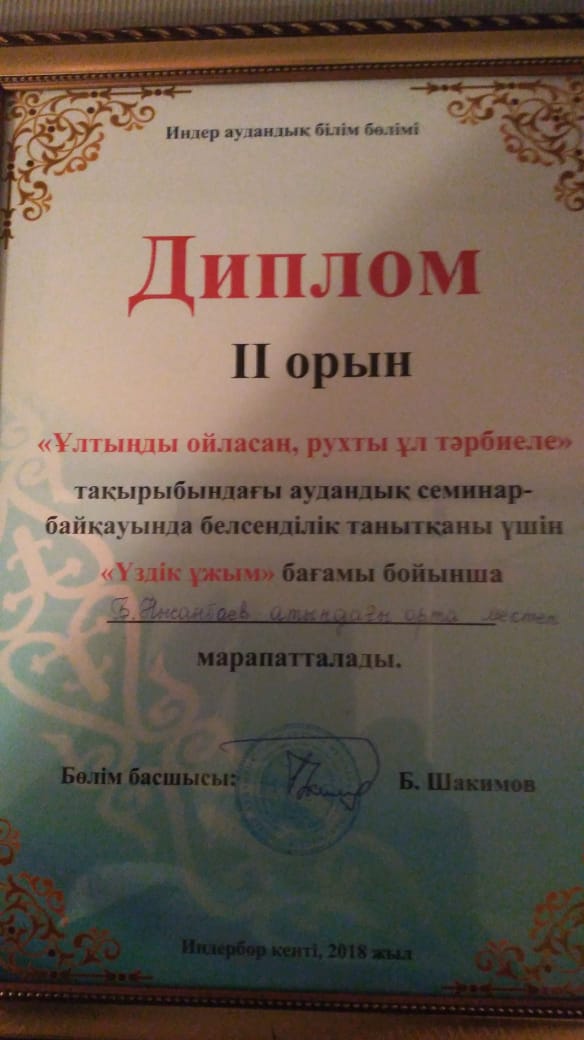 Индер аудандық білім бөлімі
Диплом
II орын
«Ұлтыңды ойласаң, рухты ұл тәрбиеле»
тақырыбындағы аудандық семинар-
байқауында белсенділік танытқаны үшін
«Үздік ұжым» бағамы бойынша
Б. Нысанбаев атындағы орта мектеп
марапатталады.
Бөлім басшысы: Б. Шакимов
Индербор кенті, 2018 жыл